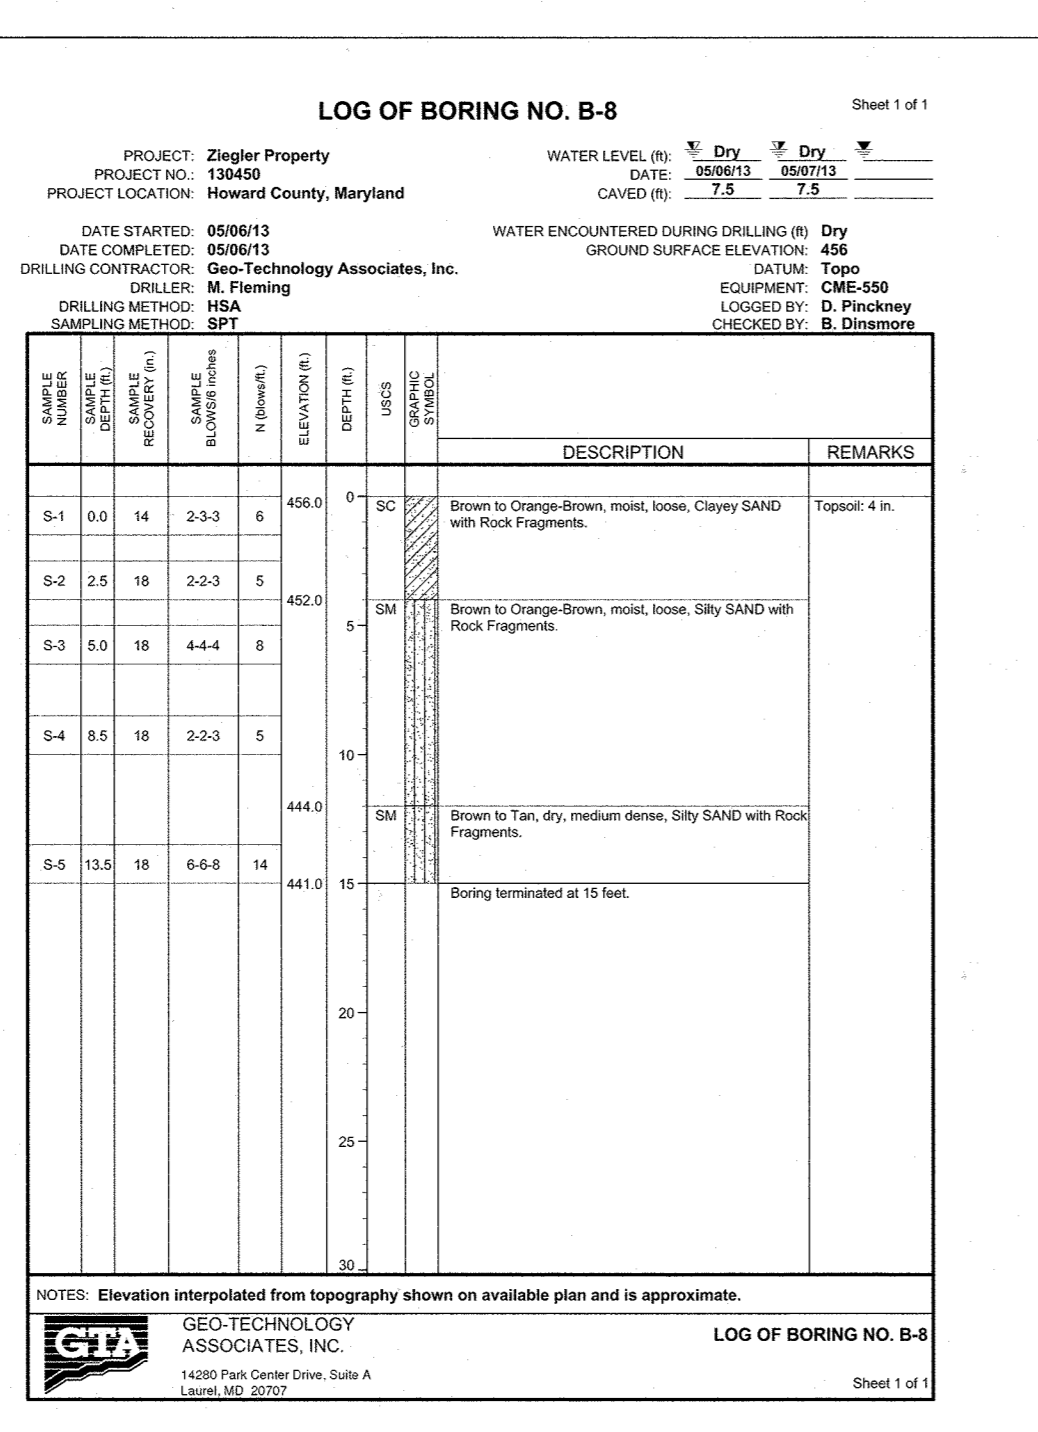 LOG OF BORING NO. B-8
Sheet 1 of 1
PROJECT: Ziegler Property
PROJECT NO.: 130450
PROJECT LOCATION: Howard County, Maryland
WATER LEVEL (ft): Dry Dry
DATE: 05/06/13 05/07/13
CAVED (ft): 7.5 7.5
DATE STARTED: 05/06/13
DATE COMPLETED: 05/06/13
DRILLING CONTRACTOR: Geo-Technology Associates, Inc.
DRILLER: M. Fleming
DRILLING METHOD: HSA
SAMPLING METHOD: SPT
WATER ENCOUNTERED DURING DRILLING (ft) Dry
GROUND SURFACE ELEVATION: 456
DATUM: Topo
EQUIPMENT: CME-550
LOGGED BY: D. Pinckney
CHECKED BY: B. Dinsmore
SAMPLE NUMBER
SAMPLE DEPTH (ft.)
SAMPLE RECOVERY (in.)
SAMPLE BLOWS/6 inches
N (blows/ft.)
ELEVATION (ft.)
DEPTH (ft.)
USCS
GRAPHIC SYMBOL
DESCRIPTION
REMARKS
456.0 0 SC Brown to Orange-Brown, moist, loose, Clayey SAND Topsoil: 4 in.
S-1 0.0 14 2-3-3 6 with Rock Fragments.
S-2 2.5 18 2-2-3 5
452.0 SM Brown to Orange-Brown, moist, loose, Silty SAND with
5 Rock Fragments.
S-3 5.0 18 4-4-4 8
S-4 8.5 18 2-2-3 5
10
444.0 SM Brown to Tan, dry, medium dense, Silty SAND with Rock
Fragments.
S-5 13.5 18 6-6-8 14
441.0 15 Boring terminated at 15 feet.
20
25
30
NOTES: Elevation interpolated from topography shown on available plan and is approximate.
GTA
GEO-TECHNOLOGY
ASSOCIATES, INC.
14280 Park Center Drive, Suite A
Laurel, MD 20707
LOG OF BORING NO. B-8
Sheet 1 of 1